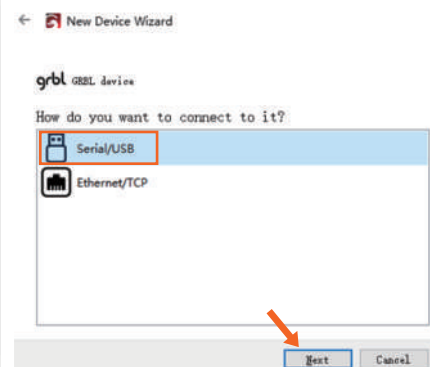 New Device Wizard
grbl GRBL device
How do you want to connect to it?
Serial/USB
Ethernet/TCP
Next Cancel